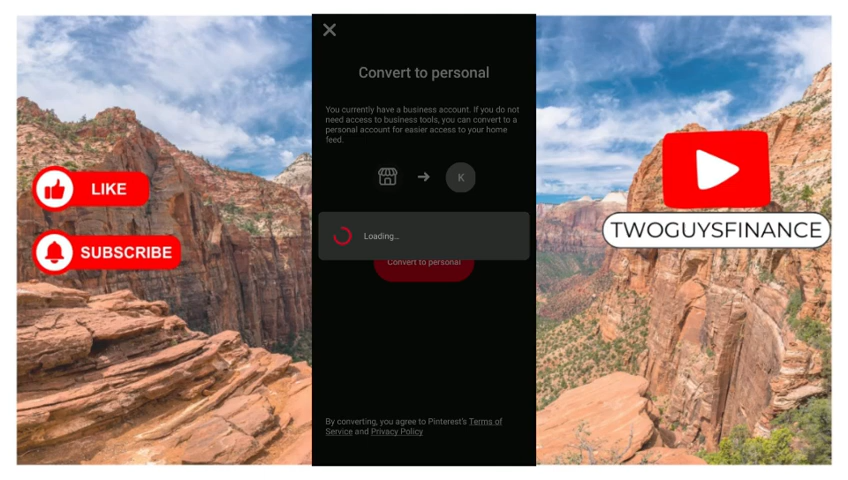 Convert to personal
You currently have a business account. If you do not
need access to business tools, you can convert to a
personal account for easier access to your home
feed.
K
LIKE
SUBSCRIBE
TWOGUYSFINANCE
Loading...
Convert to personal
By converting, you agree to Pinterest's Terms of
Service and Privacy Policy